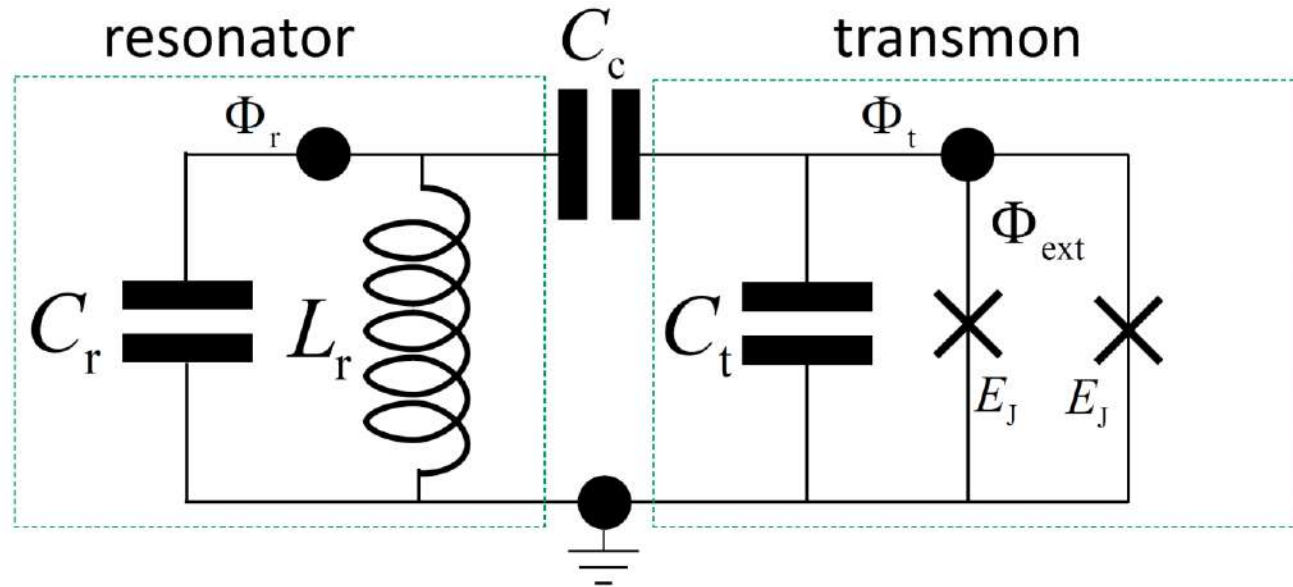 resonator
C_c
transmon
Φ_r
Φ_t
Φ_ext
C_r
L_r
C_t
E_J
E_J